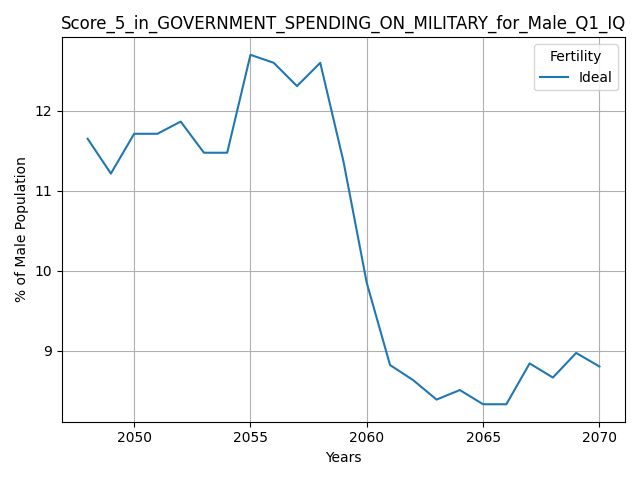 Score_5_in_GOVERNMENT_SPENDING_ON_MILITARY_for_Male_Q1_IQ
Fertility
Ideal
% of Male Population
12
11
10
9
2050 2055 2060 2065 2070
Years